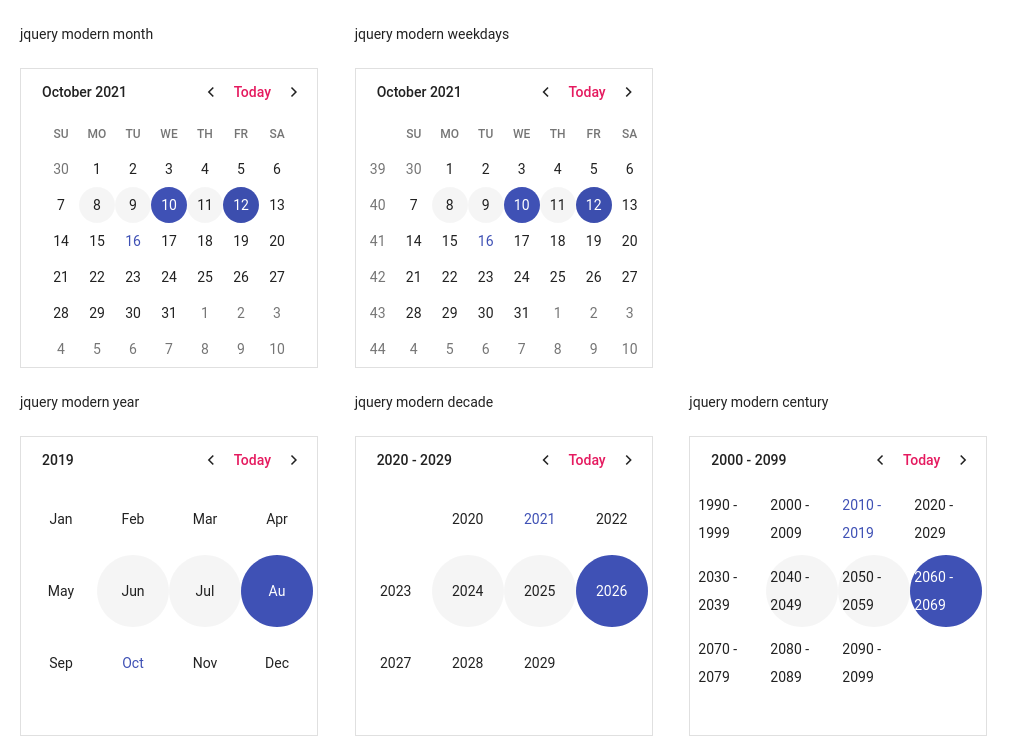 jquery modern month
jquery modern weekdays
October 2021 Today
SU MO TU WE TH FR SA
30 1 2 3 4 5 6
7 8 9 10 11 12 13
14 15 16 17 18 19 20
21 22 23 24 25 26 27
28 29 30 31 1 2 3
4 5 6 7 8 9 10
October 2021 Today
SU MO TU WE TH FR SA
39 30 1 2 3 4 5 6
40 7 8 9 10 11 12 13
41 14 15 16 17 18 19 20
42 21 22 23 24 25 26 27
43 28 29 30 31 1 2 3
44 4 5 6 7 8 9 10
jquery modern year
jquery modern decade
jquery modern century
2019 Today
Jan Feb Mar Apr
May Jun Jul Au
Sep Oct Nov Dec
2020 - 2029 Today
2020 2021 2022
2023 2024 2025 2026
2027 2028 2029
2000 - 2099 Today
1990 - 2000 - 2010 - 2020 -
1999 2009 2019 2029
2030 - 2040 - 2050 - 2060 -
2039 2049 2059 2069
2070 - 2080 - 2090 -
2079 2089 2099